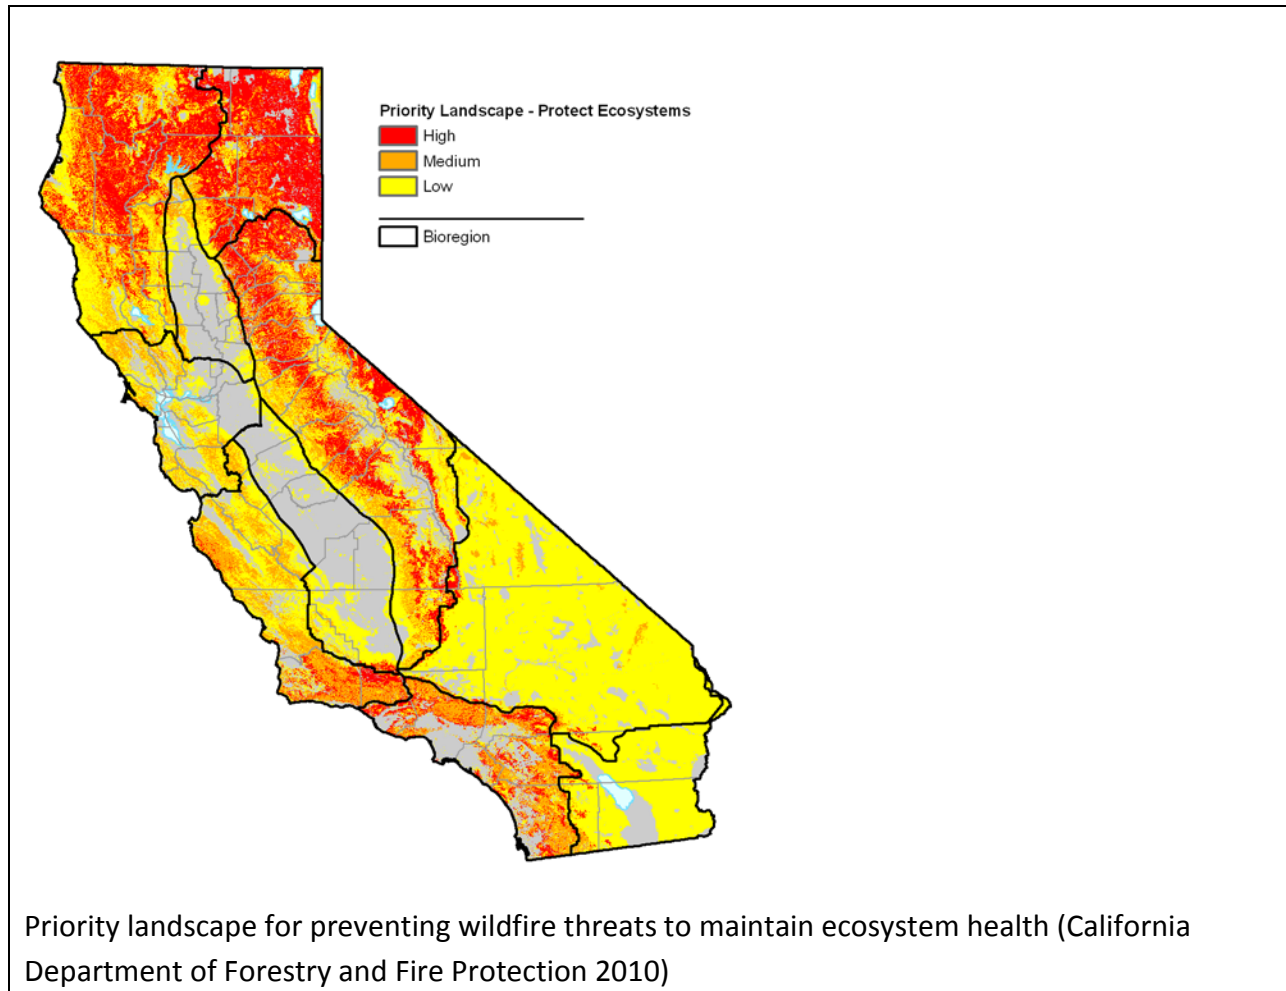 Priority Landscape - Protect Ecosystems
High
Medium
Low
Bioregion
Priority landscape for preventing wildfire threats to maintain ecosystem health (California
Department of Forestry and Fire Protection 2010)